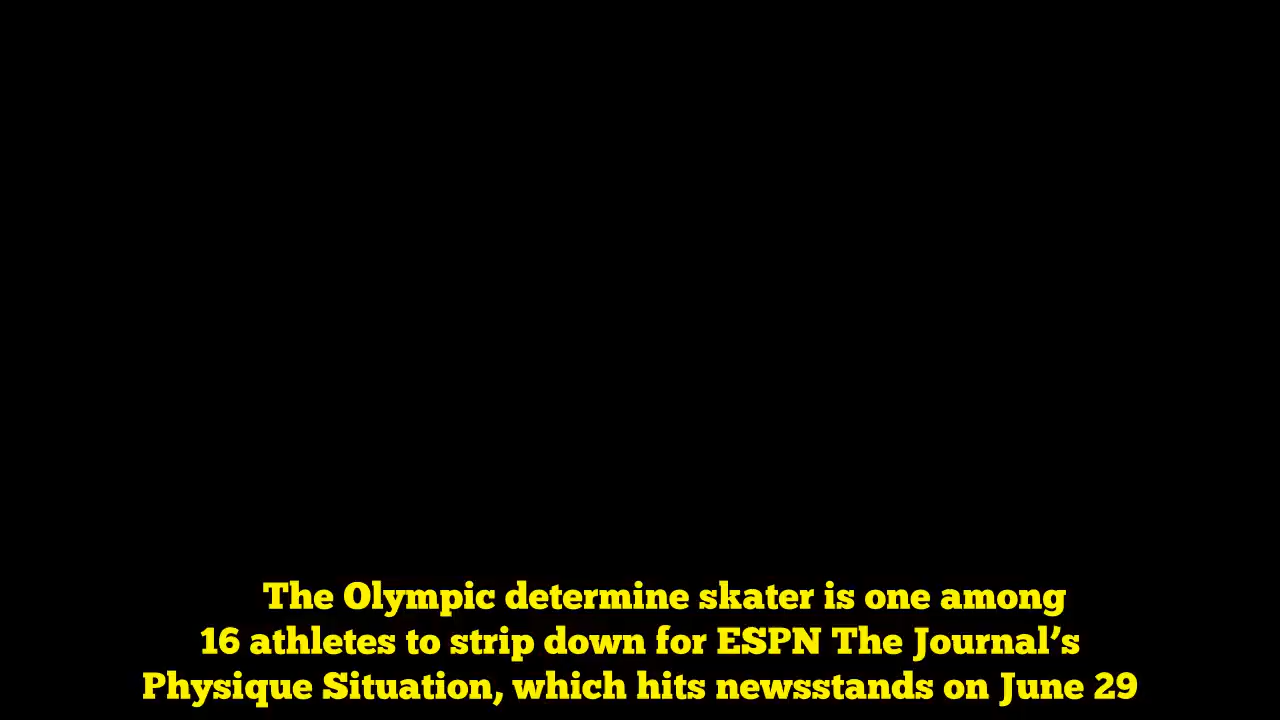 The Olympic determine skater is one among
16 athletes to strip down for ESPN The Journal’s
Physique Situation, which hits newsstands on June 29